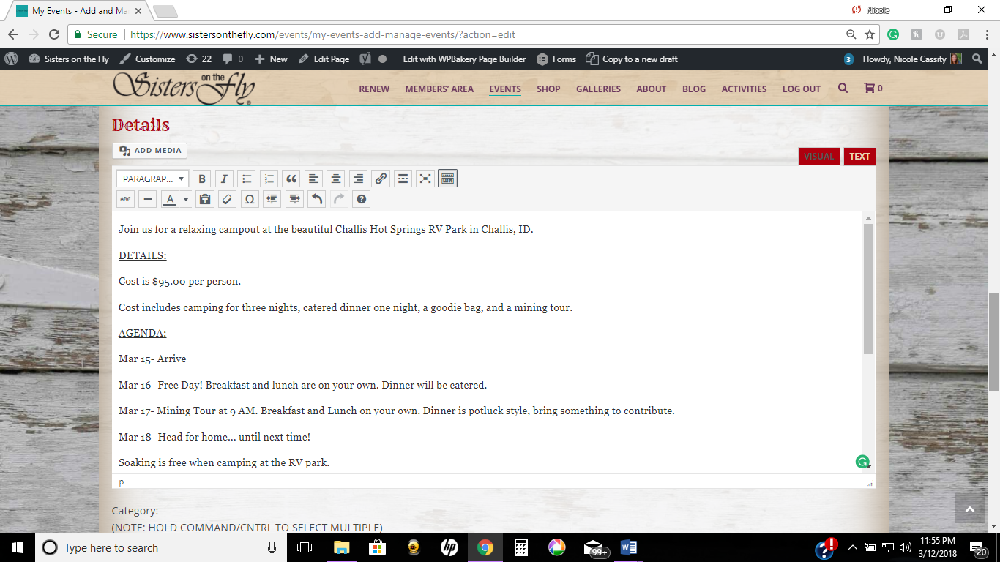 My Events - Add and Ma
Nicole
Secure https://www.sistersonthefly.com/events/my-events-add-manage-events/?action=edit
Sisters on the Fly Customize 22 0 New Edit Page Edit with WPBakery Page Builder Forms Copy to a new draft 3 Howdy, Nicole Cassity
Sisters on the Fly
RENEW MEMBERS' AREA EVENTS SHOP GALLERIES ABOUT BLOG ACTIVITIES LOG OUT 0
Details
ADD MEDIA
VISUAL TEXT
PARAGRAP... B I
ABC A Ω
Join us for a relaxing campout at the beautiful Challis Hot Springs RV Park in Challis, ID.
DETAILS:
Cost is $95.00 per person.
Cost includes camping for three nights, catered dinner one night, a goodie bag, and a mining tour.
AGENDA:
Mar 15- Arrive
Mar 16- Free Day! Breakfast and lunch are on your own. Dinner will be catered.
Mar 17- Mining Tour at 9 AM. Breakfast and Lunch on your own. Dinner is potluck style, bring something to contribute.
Mar 18- Head for home... until next time!
Soaking is free when camping at the RV park.
p
Category:
(NOTE: HOLD COMMAND/CNTRL TO SELECT MULTIPLE)
Type here to search
hp
99+
11:55 PM
3/12/2018
20